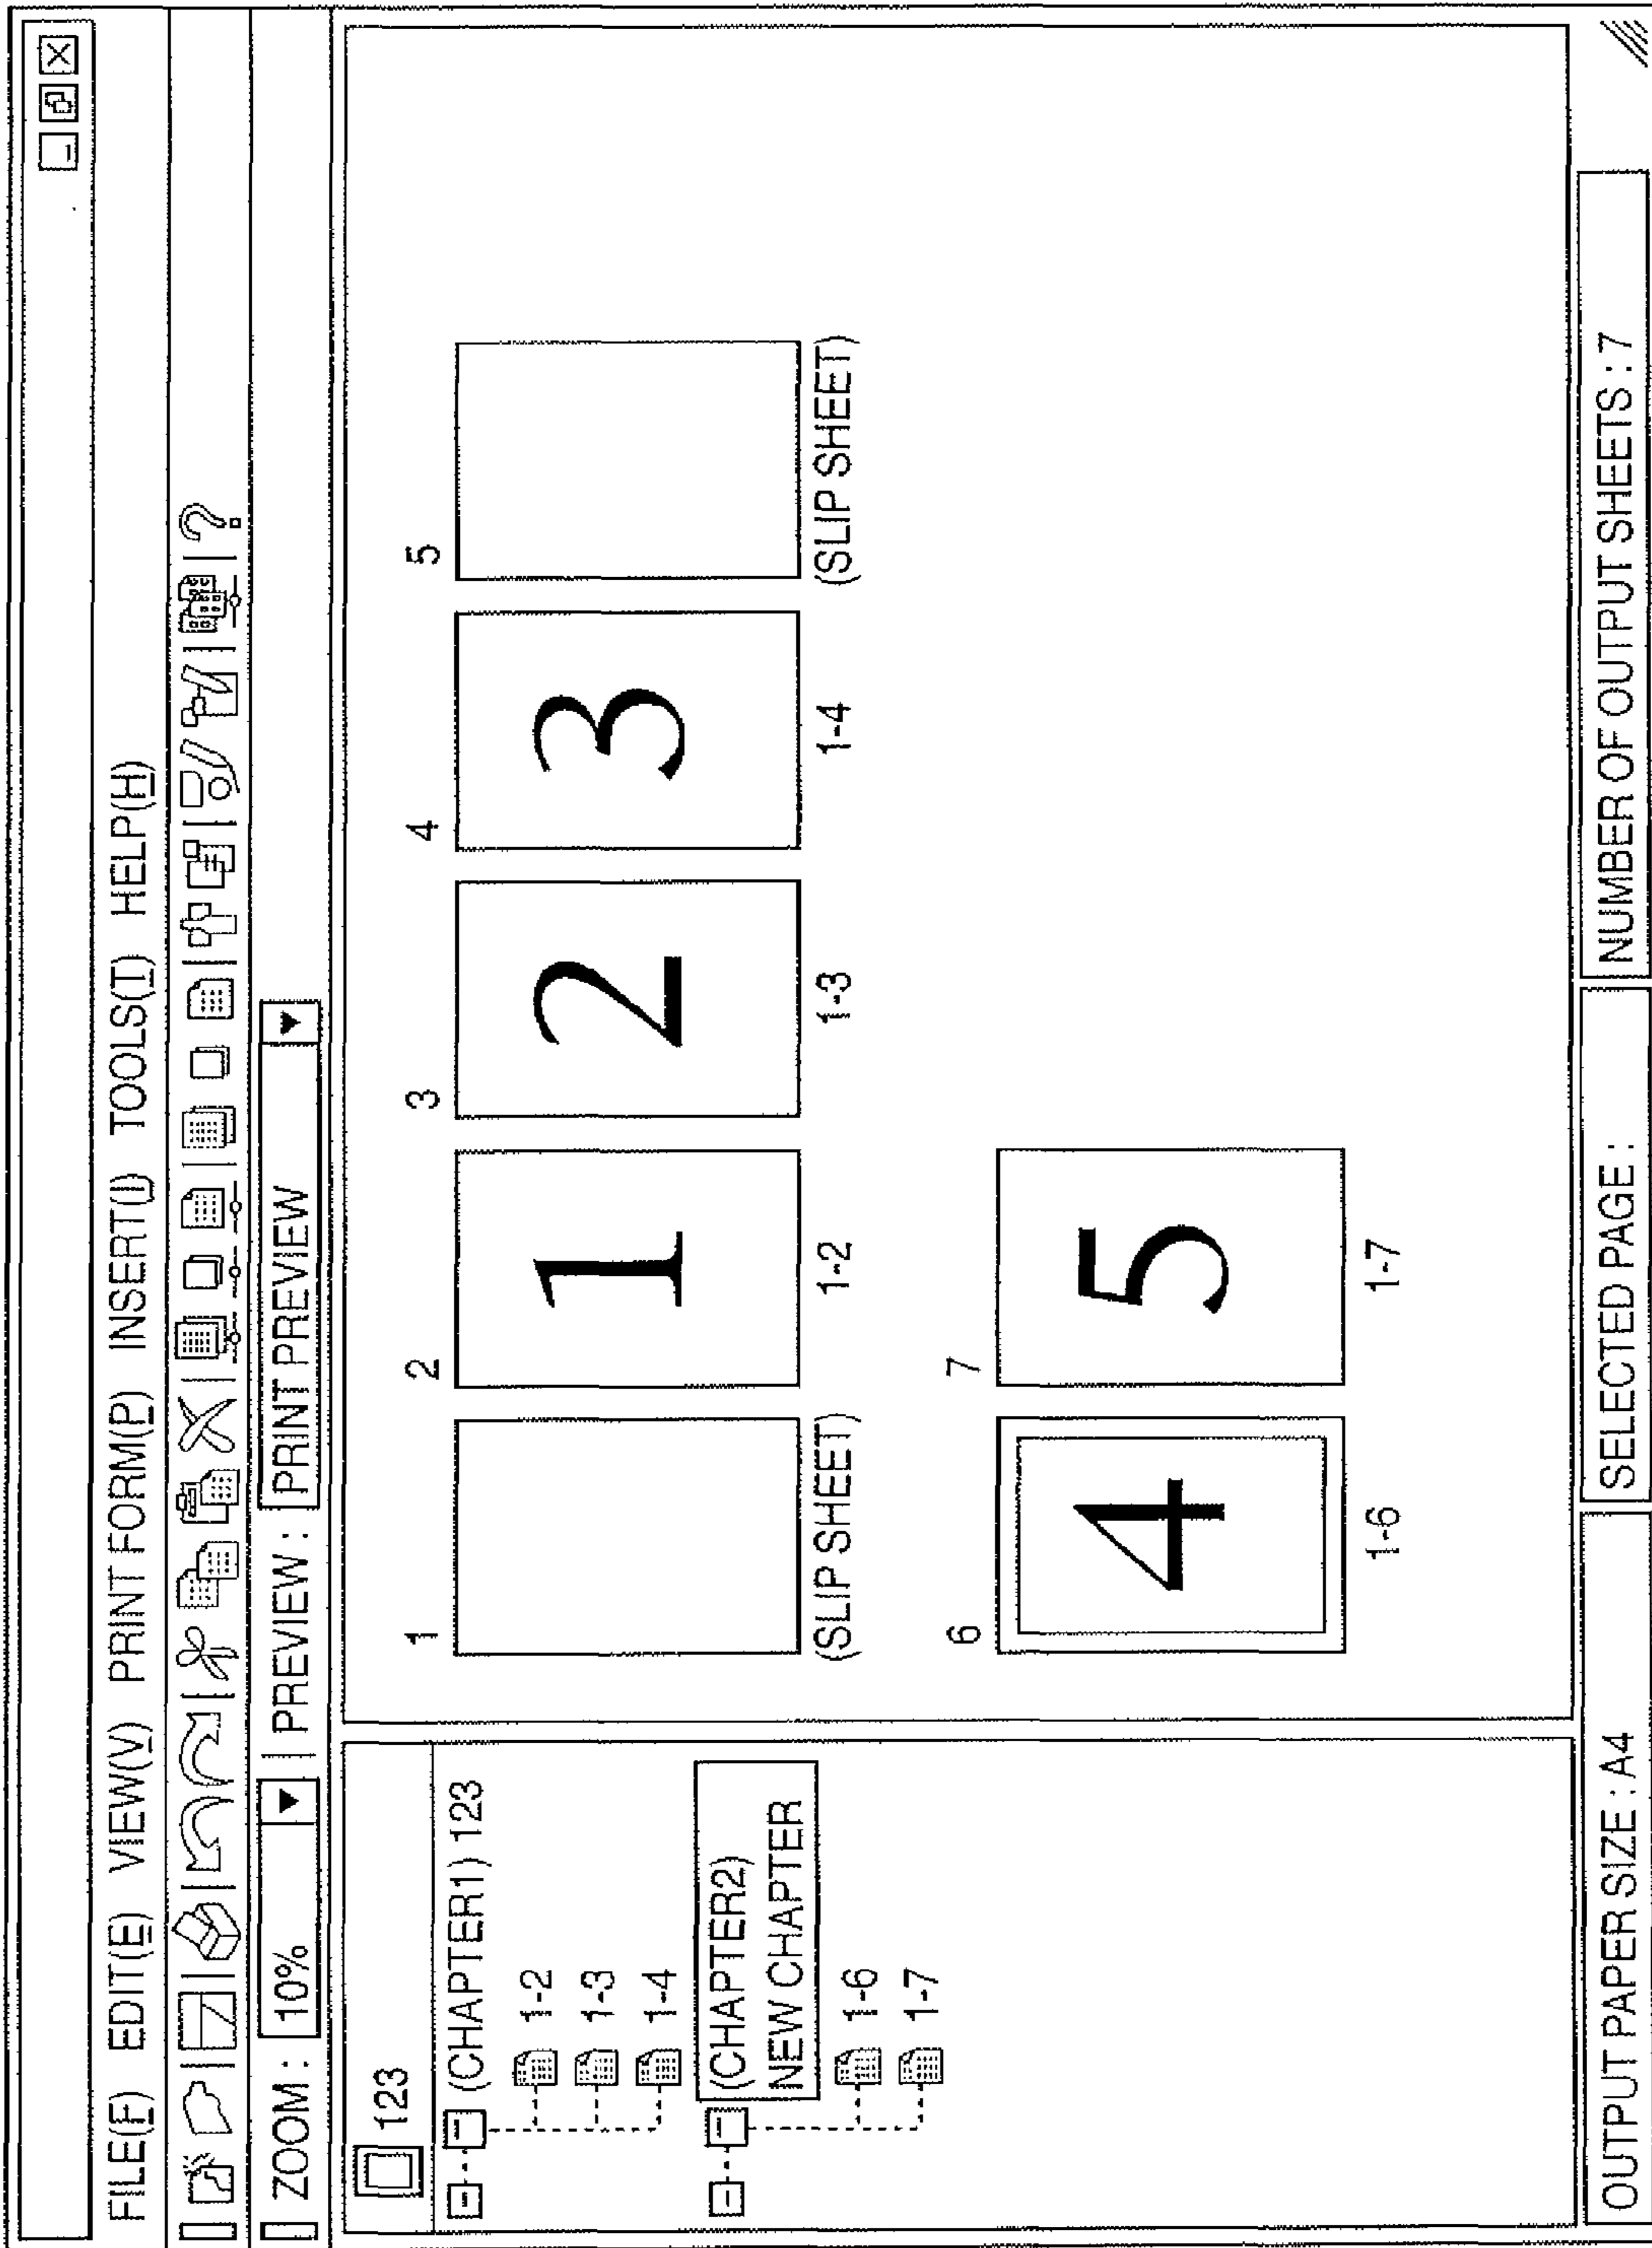 FILE(F) EDIT(E) VIEW(V) PRINT FORM(P) INSERT(I) TOOLS(T) HELP(H)
ZOOM : 10% PREVIEW : PRINT PREVIEW
123
(CHAPTER1) 123
1-2
1-3
1-4
(CHAPTER2)
NEW CHAPTER
1-6
1-7
1 2 3 4 5
1 2 3
(SLIP SHEET) 1-2 1-3 1-4 (SLIP SHEET)
6 7
4 5
1-6 1-7
OUTPUT PAPER SIZE : A4 SELECTED PAGE : NUMBER OF OUTPUT SHEETS : 7